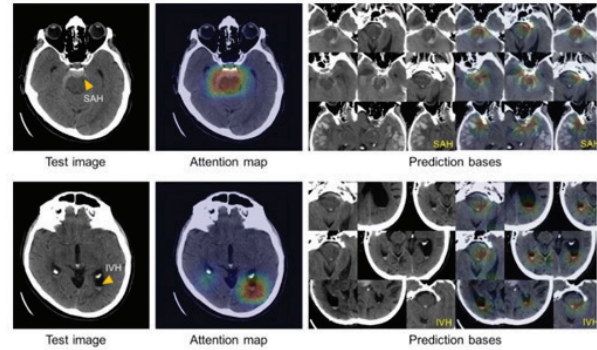 SAH
SAH
SAH
Test image
Attention map
Prediction bases
IVH
IVH
IVH
Test image
Attention map
Prediction bases